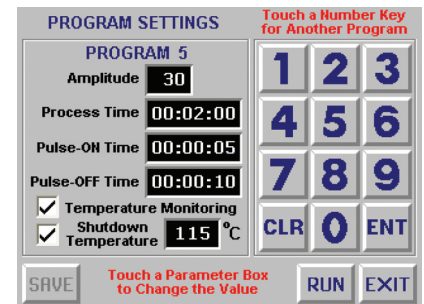 PROGRAM SETTINGS
Touch a Number Key
for Another Program
PROGRAM 5
Amplitude 30
Process Time 00:02:00
Pulse-ON Time 00:00:05
Pulse-OFF Time 00:00:10
Temperature Monitoring
Shutdown
Temperature 115 °C
1 2 3
4 5 6
7 8 9
CLR 0 ENT
SAVE
Touch a Parameter Box
to Change the Value
RUN EXIT